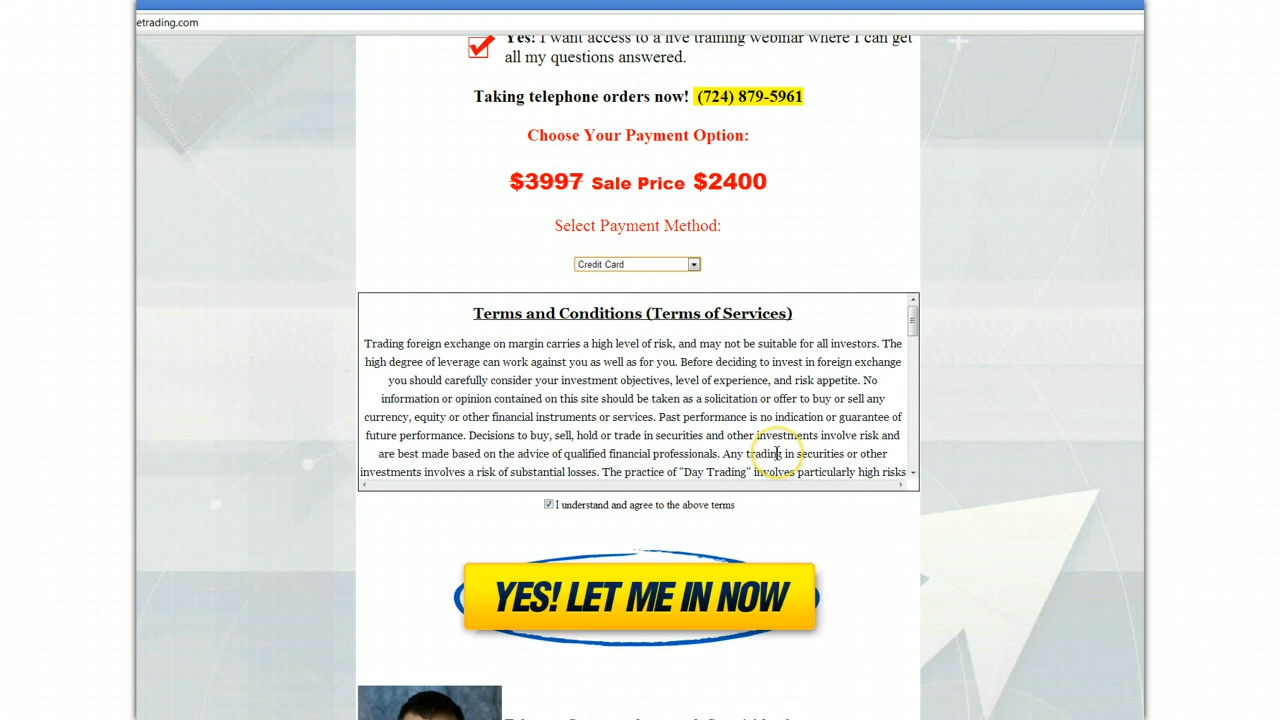 etrading.com
Yes! I want access to a live training webinar where I can get
all my questions answered.
Taking telephone orders now! (724) 879-5961
Choose Your Payment Option:
$3997 Sale Price $2400
Select Payment Method:
Credit Card
Terms and Conditions (Terms of Services)
Trading foreign exchange on margin carries a high level of risk, and may not be suitable for all investors. The
high degree of leverage can work against you as well as for you. Before deciding to invest in foreign exchange
you should carefully consider your investment objectives, level of experience, and risk appetite. No
information or opinion contained on this site should be taken as a solicitation or offer to buy or sell any
currency, equity or other financial instruments or services. Past performance is no indication or guarantee of
future performance. Decisions to buy, sell, hold or trade in securities and other investments involve risk and
are best made based on the advice of qualified financial professionals. Any trading in securities or other
investments involves a risk of substantial losses. The practice of "Day Trading" involves particularly high risks
I understand and agree to the above terms
YES! LET ME IN NOW